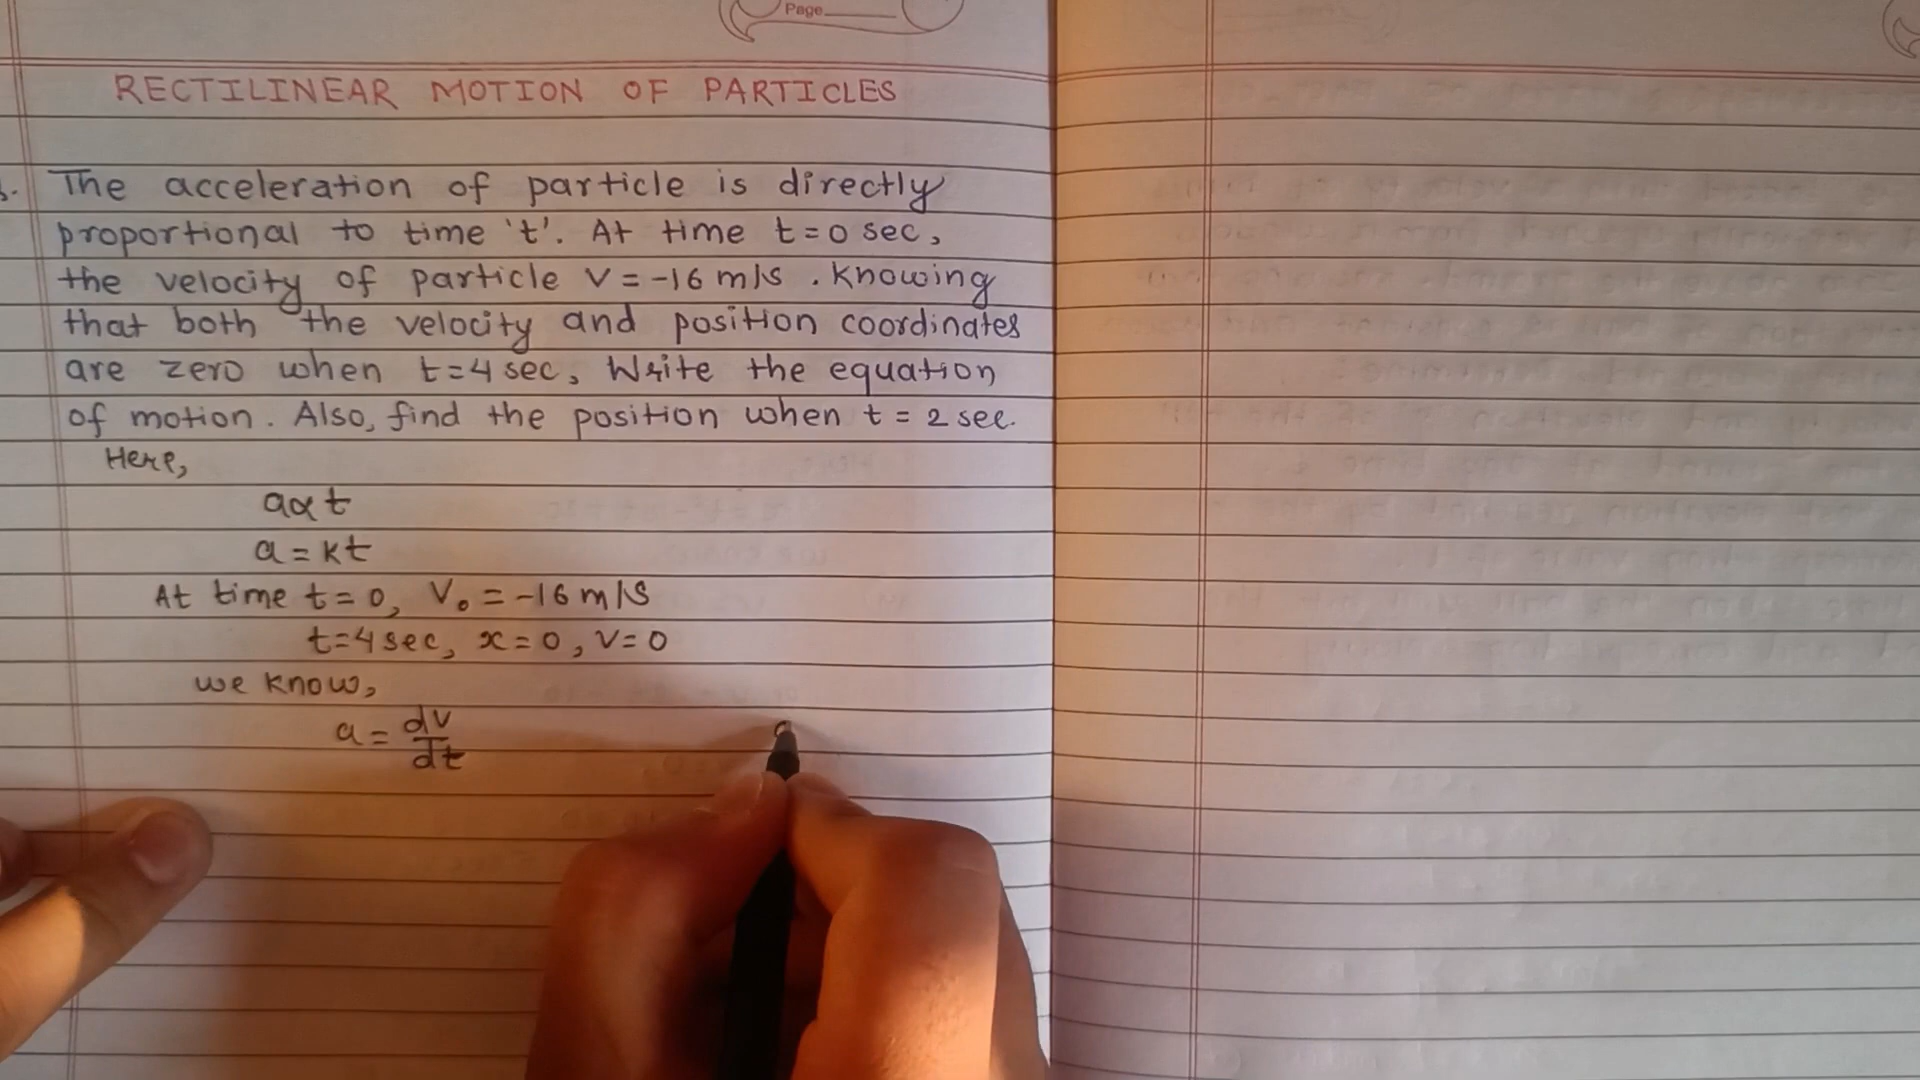 Page
RECTILINEAR MOTION OF PARTICLES
The acceleration of particle is directly
proportional to time 't'. At time t=0 sec,
the velocity of particle V=-16 m/s. Knowing
that both the velocity and position coordinates
are zero when t=4 sec, Write the equation
of motion. Also, find the position when t = 2 sec.
Here,
a∝t
a=kt
At time t=0, V₀=-16 m/s
t=4 sec, x=0, v=0
we know,
a=dv/dt